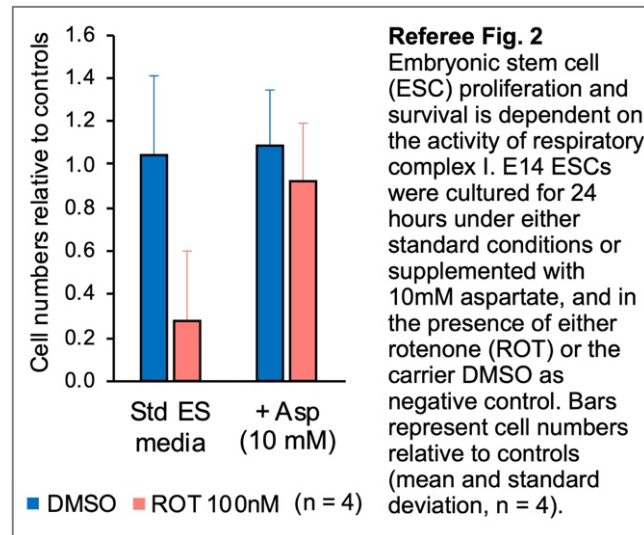 Cell numbers relative to controls
1.6
1.4
1.2
1.0
0.8
0.6
0.4
0.2
0.0
Std ES
media
+ Asp
(10 mM)
DMSO ROT 100nM (n = 4)
Referee Fig. 2
Embryonic stem cell
(ESC) proliferation and
survival is dependent on
the activity of respiratory
complex I. E14 ESCs
were cultured for 24
hours under either
standard conditions or
supplemented with
10mM aspartate, and in
the presence of either
rotenone (ROT) or the
carrier DMSO as
negative control. Bars
represent cell numbers
relative to controls
(mean and standard
deviation, n = 4).